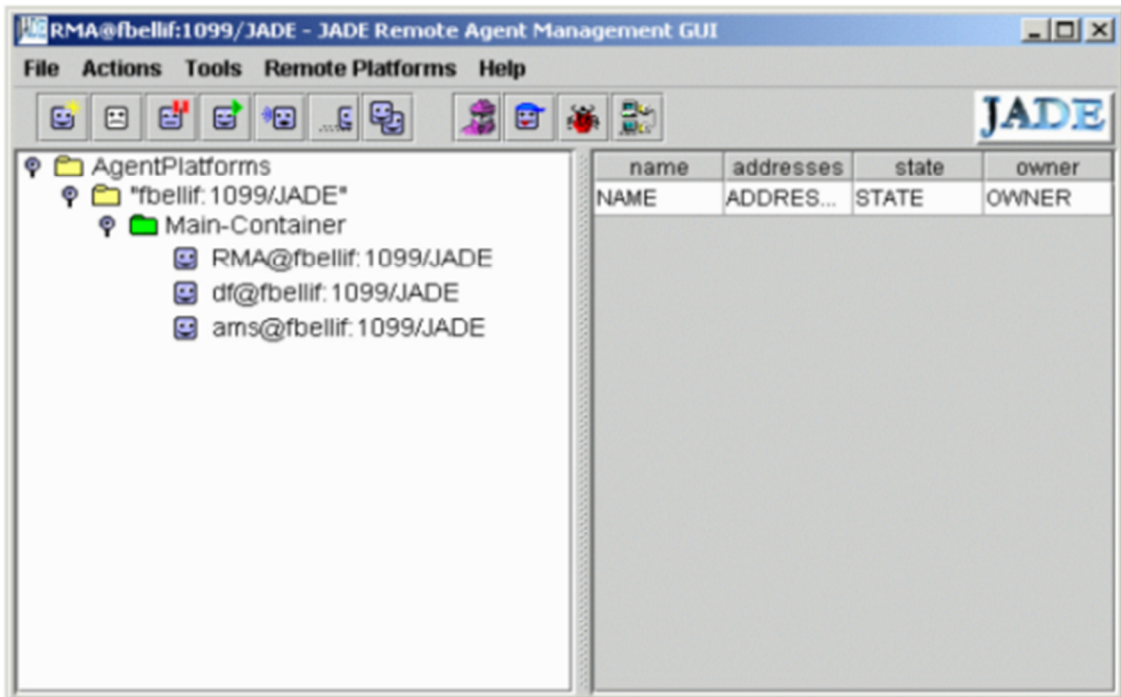 RMA@fbellif:1099/JADE - JADE Remote Agent Management GUI
File Actions Tools Remote Platforms Help
JADE
AgentPlatforms
"fbellif:1099/JADE"
Main-Container
RMA@fbellif:1099/JADE
df@fbellif:1099/JADE
ams@fbellif:1099/JADE
name addresses state owner
NAME ADDRES... STATE OWNER